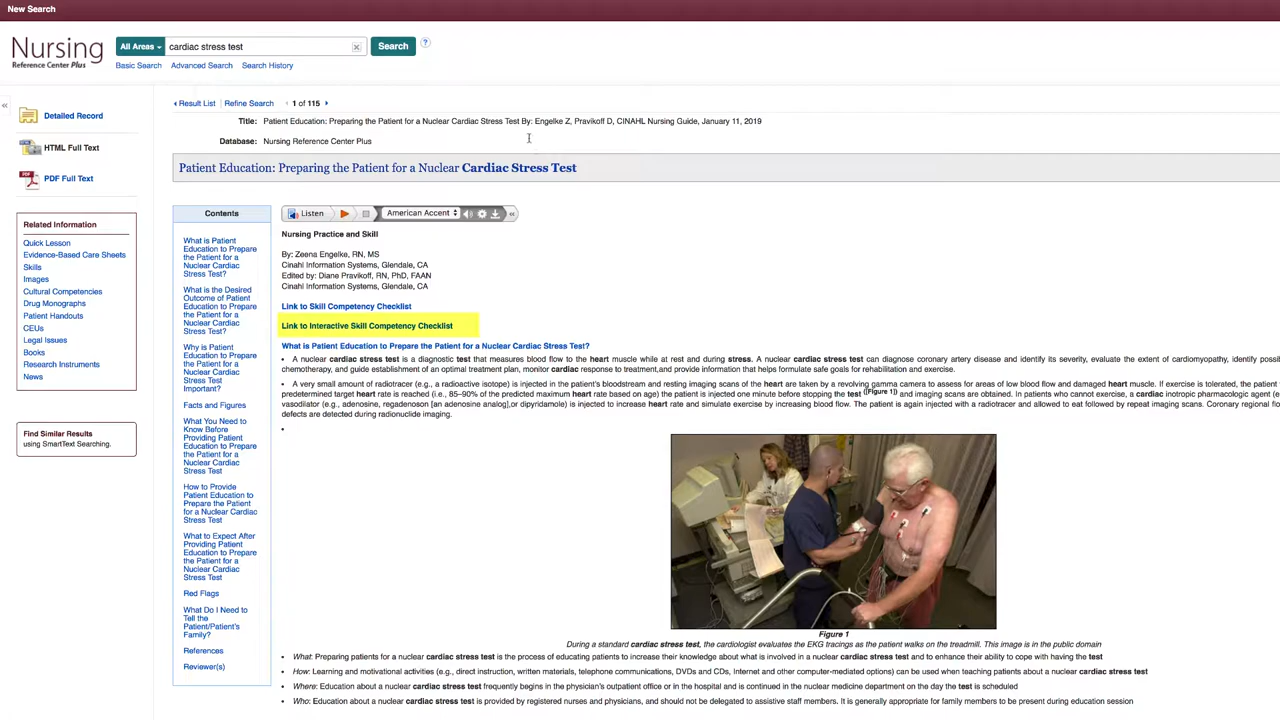 New Search
Nursing
Reference Center Plus
All Areas
cardiac stress test
Search
?
Basic Search
Advanced Search
Search History
«
Detailed Record
HTML Full Text
PDF
PDF Full Text
Related Information
Quick Lesson
Evidence-Based Care Sheets
Skills
Images
Cultural Competencies
Drug Monographs
Patient Handouts
CEUs
Legal Issues
Books
Research Instruments
News
Find Similar Results
using SmartText Searching.
Result List
Refine Search
1 of 115
Title: Patient Education: Preparing the Patient for a Nuclear Cardiac Stress Test By: Engelke Z, Pravikoff D, CINAHL Nursing Guide, January 11, 2019
Database: Nursing Reference Center Plus
Patient Education: Preparing the Patient for a Nuclear Cardiac Stress Test
Contents
What is Patient
Education to Prepare
the Patient for a
Nuclear Cardiac
Stress Test?
What is the Desired
Outcome of Patient
Education to Prepare
the Patient for a
Nuclear Cardiac
Stress Test?
Why is Patient
Education to Prepare
the Patient for a
Nuclear Cardiac
Stress Test
Important?
Facts and Figures
What You Need to
Know Before
Providing Patient
Education to Prepare
the Patient for a
Nuclear Cardiac
Stress Test
How to Provide
Patient Education to
Prepare the Patient
for a Nuclear Cardiac
Stress Test
What to Expect After
Providing Patient
Education to Prepare
the Patient for a
Nuclear Cardiac
Stress Test
Red Flags
What Do I Need to
Tell the
Patient/Patient's
Family?
References
Reviewer(s)
Listen
American Accent
«
Nursing Practice and Skill
By: Zeena Engelke, RN, MS
Cinahl Information Systems, Glendale, CA
Edited by: Diane Pravikoff, RN, PhD, FAAN
Cinahl Information Systems, Glendale, CA
Link to Skill Competency Checklist
Link to Interactive Skill Competency Checklist
What is Patient Education to Prepare the Patient for a Nuclear Cardiac Stress Test?
• A nuclear cardiac stress test is a diagnostic test that measures blood flow to the heart muscle while at rest and during stress. A nuclear cardiac stress test can diagnose coronary artery disease and identify its severity, evaluate the extent of cardiomyopathy, identify possi
chemotherapy, and guide establishment of an optimal treatment plan, monitor cardiac response to treatment,and provide information that helps formulate safe goals for rehabilitation and exercise.
• A very small amount of radiotracer (e.g., a radioactive isotope) is injected in the patient's bloodstream and resting imaging scans of the heart are taken by a revolving gamma camera to assess for areas of low blood flow and damaged heart muscle. If exercise is tolerated, the patient
predetermined target heart rate is reached (i.e., 85–90% of the predicted maximum heart rate based on age) the patient is injected one minute before stopping the test ([Figure 1]) and imaging scans are obtained. In patients who cannot exercise, a cardiac inotropic pharmacologic agent (e
vasodilator (e.g., adenosine, regadenoson [an adenosine analog],or dipyridamole) is injected to increase heart rate and simulate exercise by increasing blood flow. The patient is again injected with a radiotracer and allowed to eat followed by repeat imaging scans. Coronary regional flo
defects are detected during radionuclide imaging.
•
Figure 1
During a standard cardiac stress test, the cardiologist evaluates the EKG tracings as the patient walks on the treadmill. This image is in the public domain
• What: Preparing patients for a nuclear cardiac stress test is the process of educating patients to increase their knowledge about what is involved in a nuclear cardiac stress test and to enhance their ability to cope with having the test
• How: Learning and motivational activities (e.g., direct instruction, written materials, telephone communications, DVDs and CDs, Internet and other computer-mediated options) can be used when teaching patients about a nuclear cardiac stress test
• Where: Education about a nuclear cardiac stress test frequently begins in the physician's outpatient office or in the hospital and is continued in the nuclear medicine department on the day the test is scheduled
• Who: Education about a nuclear cardiac stress test is provided by registered nurses and physicians, and should not be delegated to assistive staff members. It is generally appropriate for family members to be present during education session